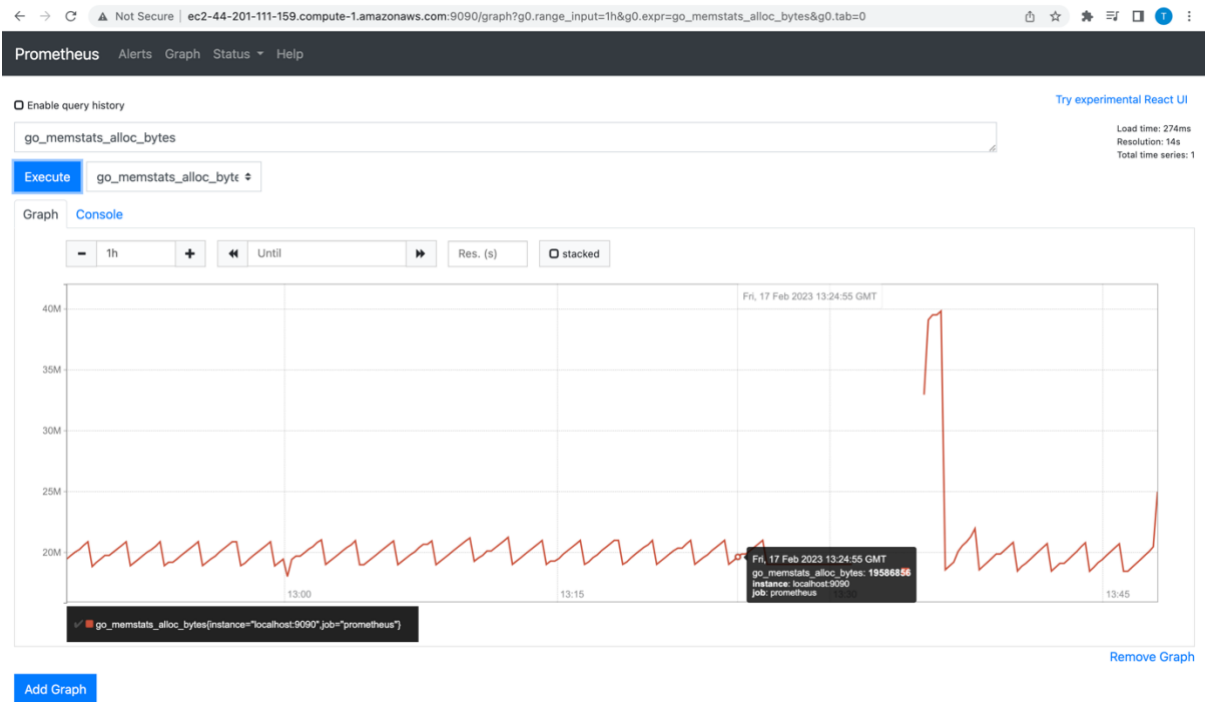 Not Secure ec2-44-201-111-159.compute-1.amazonaws.com:9090/graph?g0.range_input=1h&g0.expr=go_memstats_alloc_bytes&g0.tab=0
T
Prometheus Alerts Graph Status Help
Enable query history
Try experimental React UI
go_memstats_alloc_bytes
Load time: 274ms
Resolution: 14s
Total time series: 1
Execute go_memstats_alloc_byte
Graph Console
1h Until Res. (s) stacked
Fri, 17 Feb 2023 13:24:55 GMT
40M
35M
30M
25M
20M
Fri, 17 Feb 2023 13:24:55 GMT
go_memstats_alloc_bytes: 19586856
instance: localhost:9090
job: prometheus
13:00 13:15 13:30 13:45
go_memstats_alloc_bytes{instance="localhost:9090",job="prometheus"}
Remove Graph
Add Graph